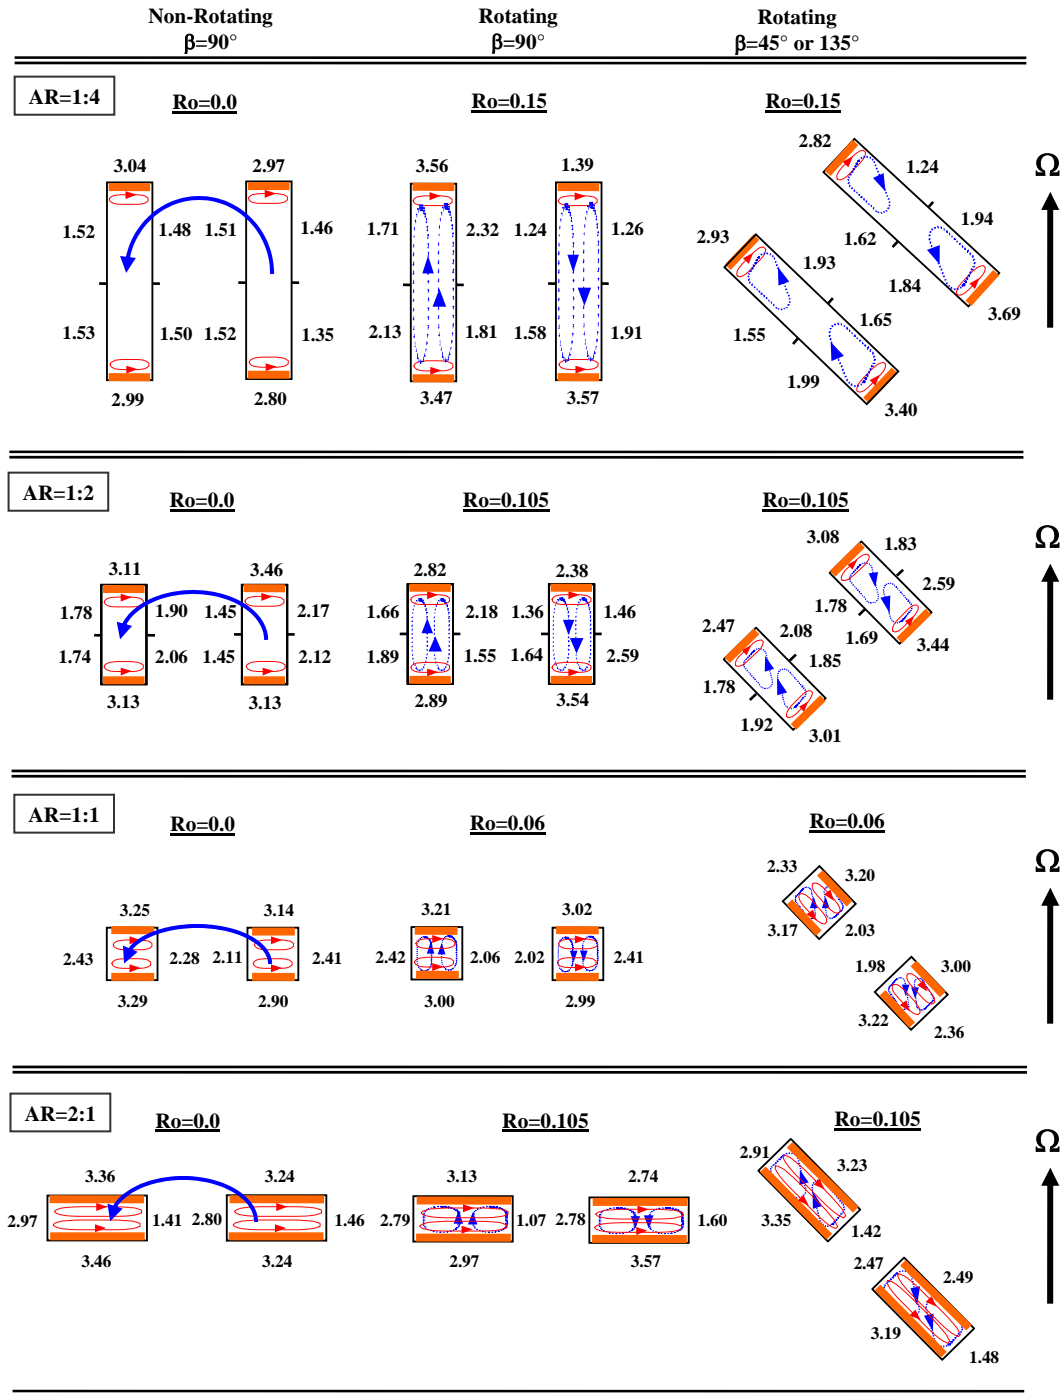 Non-Rotating Rotating Rotating
β=90° β=90° β=45° or 135°
AR=1:4
Ro=0.0 Ro=0.15 Ro=0.15
Ω
3.04 2.97 3.56 1.39 2.82 1.24
1.52 1.48 1.51 1.46 1.71 2.32 1.24 1.26 1.94
2.93 1.93 1.62 1.84
1.53 1.50 1.52 1.35 2.13 1.81 1.58 1.91 1.55 1.65 3.69
1.99
2.99 2.80 3.47 3.57 3.40
AR=1:2
Ro=0.0 Ro=0.105 Ro=0.105
Ω
3.11 3.46 2.82 2.38 3.08 1.83
1.78 1.90 1.45 2.17 1.66 2.18 1.36 1.46 1.78 2.59
1.74 2.06 1.45 2.12 1.89 1.55 1.64 2.59 2.47 2.08 1.69 3.44
1.78 1.85
3.13 3.13 2.89 3.54 1.92 3.01
AR=1:1
Ro=0.0 Ro=0.06 Ro=0.06
Ω
3.25 3.14 3.21 3.02 2.33 3.20
2.43 2.28 2.11 2.41 2.42 2.06 2.02 2.41 3.17 2.03
3.29 2.90 3.00 2.99 1.98 3.00
3.22 2.36
AR=2:1
Ro=0.0 Ro=0.105 Ro=0.105
Ω
3.36 3.24 3.13 2.74 2.91 3.23
2.97 1.41 2.80 1.46 2.79 1.07 2.78 1.60 3.35 1.42
3.46 3.24 2.97 3.57 2.47 2.49
3.19 1.48